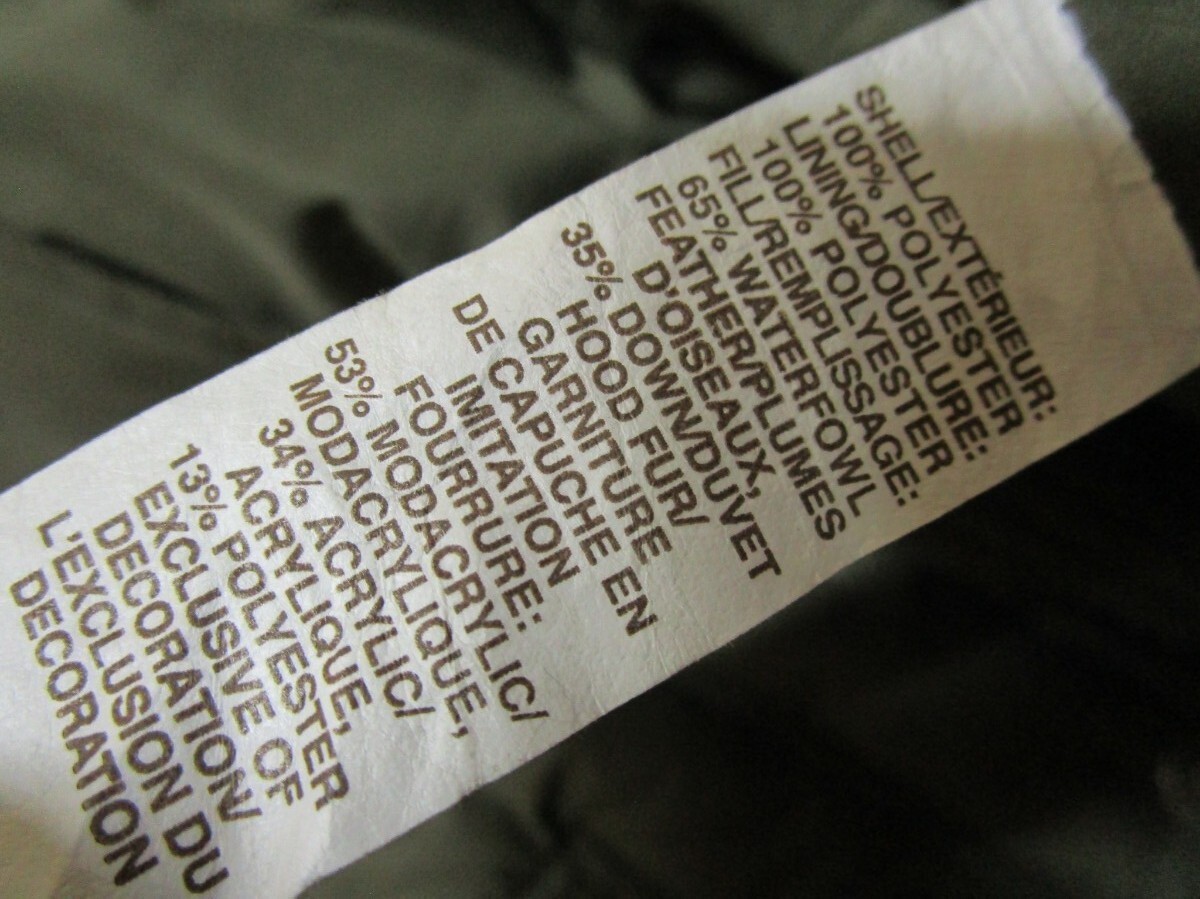 SHELL/EXTÉRIEUR:
100% POLYESTER
LINING/DOUBLURE:
100% POLYESTER
FILL/REMPLISSAGE:
65% WATERFOWL
FEATHER/PLUMES
D'OISEAUX,
35% DOWN/DUVET
HOOD FUR/
GARNITURE
DE CAPUCHE EN
IMITATION
FOURRURE:
53% MODACRYLIC/
MODACRYLIQUE,
34% ACRYLIC/
ACRYLIQUE,
13% POLYESTER
EXCLUSIVE OF
DECORATION/
L'EXCLUSION DU
DECORATION